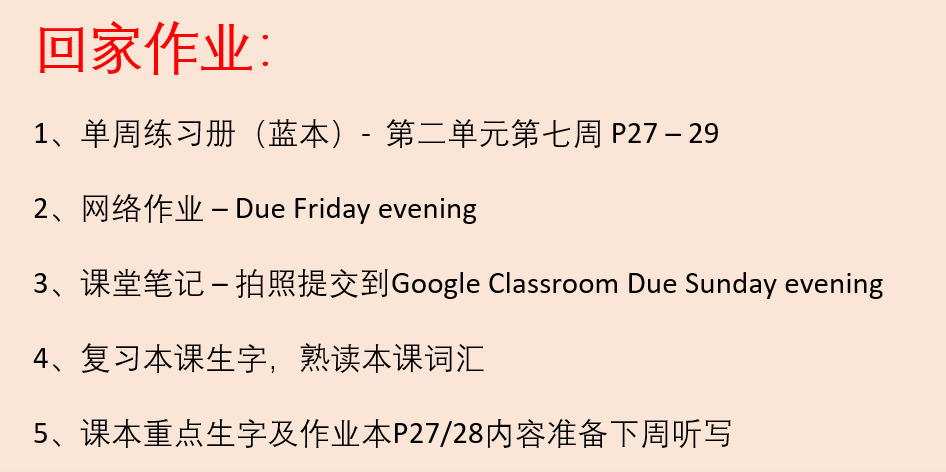 回家作业：
1、单周练习册（蓝本）- 第二单元第七周 P27 – 29
2、网络作业 – Due Friday evening
3、课堂笔记 – 拍照提交到Google Classroom Due Sunday evening
4、复习本课生字，熟读本课词汇
5、课本重点生字及作业本P27/28内容准备下周听写